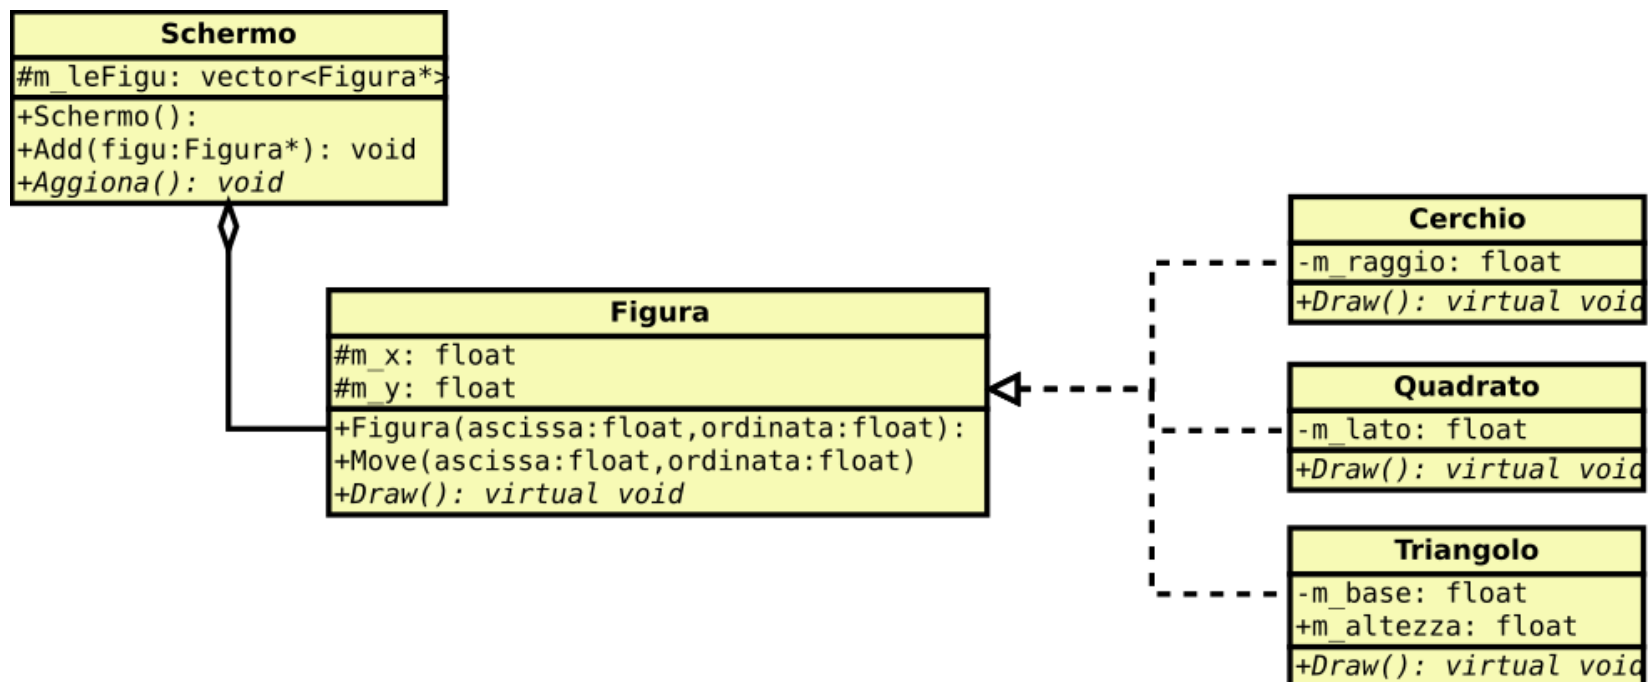 Schermo
#m_leFigu: vector<Figura*>
+Schermo():
+Add(figu:Figura*): void
+Aggiona(): void
Figura
#m_x: float
#m_y: float
+Figura(ascissa:float,ordinata:float):
+Move(ascissa:float,ordinata:float)
+Draw(): virtual void
Cerchio
-m_raggio: float
+Draw(): virtual void
Quadrato
-m_lato: float
+Draw(): virtual void
Triangolo
-m_base: float
+m_altezza: float
+Draw(): virtual void